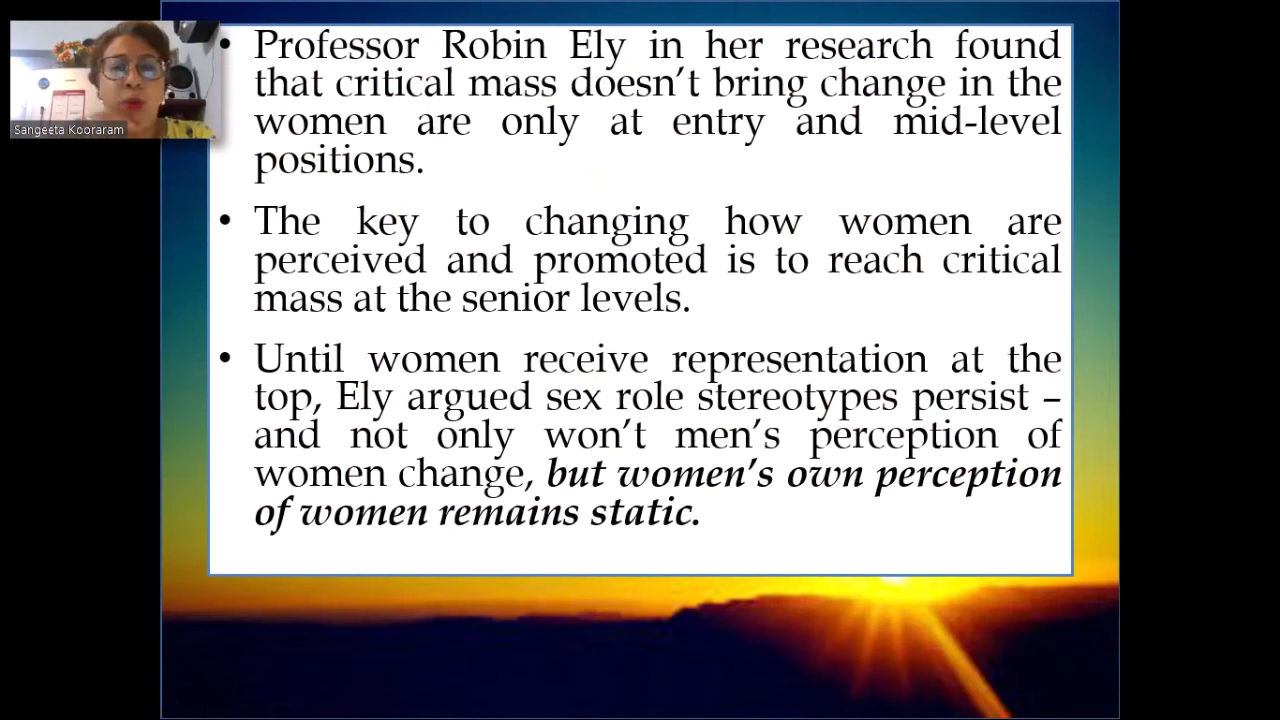 Sangeeta Kooraram
• Professor Robin Ely in her research found
that critical mass doesn’t bring change in the
women are only at entry and mid-level
positions.
• The key to changing how women are
perceived and promoted is to reach critical
mass at the senior levels.
• Until women receive representation at the
top, Ely argued sex role stereotypes persist –
and not only won’t men’s perception of
women change, but women’s own perception
of women remains static.